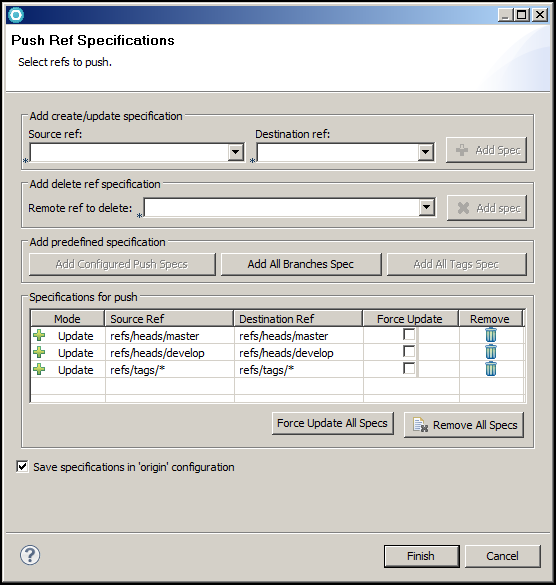 Push Ref Specifications
Select refs to push.
Add create/update specification
Source ref: Destination ref:
* * Add Spec
Add delete ref specification
Remote ref to delete: * Add spec
Add predefined specification
Add Configured Push Specs Add All Branches Spec Add All Tags Spec
Specifications for push
Mode Source Ref Destination Ref Force Update Remove
Update refs/heads/master refs/heads/master
Update refs/heads/develop refs/heads/develop
Update refs/tags/* refs/tags/*
Force Update All Specs Remove All Specs
Save specifications in 'origin' configuration
? Finish Cancel